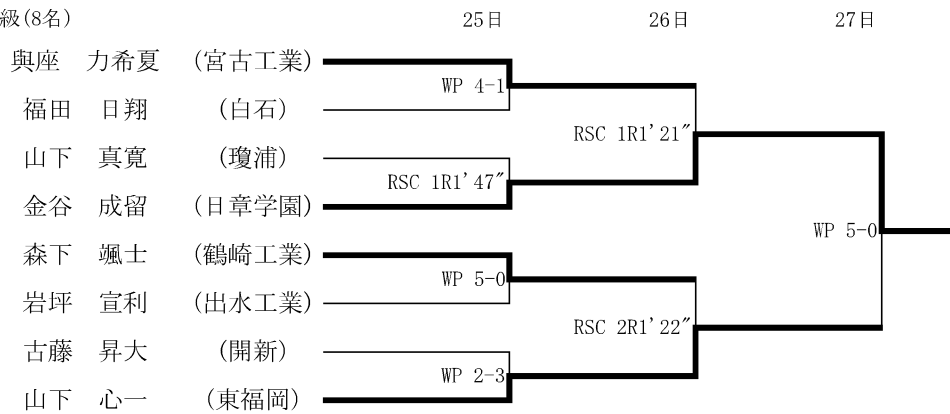 級(8名) 25日 26日 27日
與座 力希夏 (宮古工業)
WP 4-1
福田 日翔 (白石)
RSC 1R1'21"
山下 真寛 (瓊浦)
RSC 1R1'47"
金谷 成留 (日章学園)
WP 5-0
森下 颯士 (鶴崎工業)
WP 5-0
岩坪 宣利 (出水工業)
RSC 2R1'22"
古藤 昇大 (開新)
WP 2-3
山下 心一 (東福岡)